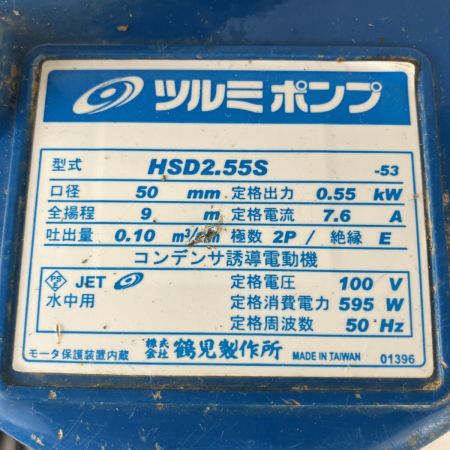 ツルミポンプ
型式 HSD2.55S -53
口径 50 mm 定格出力 0.55 kW
全揚程 9 m 定格電流 7.6 A
吐出量 0.10 m³/min 極数 2P / 絶縁 E
コンデンサ誘導電動機
PSE JET 定格電圧 100 V
水中用 定格消費電力 595 W
定格周波数 50 Hz
モータ保護装置内蔵 株式会社 鶴見製作所 MADE IN TAIWAN 01396